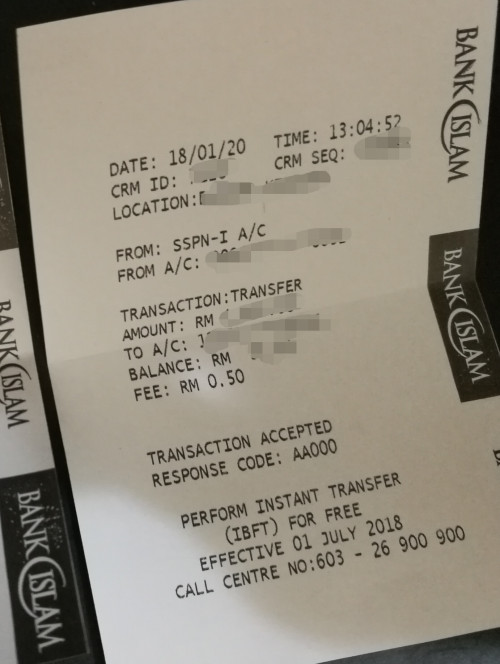 BANK ISLAM
DATE: 18/01/20 TIME: 13:04:52
CRM ID:
CRM SEQ:
LOCATION:
FROM: SSPN-I A/C
FROM A/C:
TRANSACTION:TRANSFER
AMOUNT: RM
TO A/C:
BALANCE: RM
FEE: RM 0.50
TRANSACTION ACCEPTED
RESPONSE CODE: AA000
PERFORM INSTANT TRANSFER
(IBFT) FOR FREE
EFFECTIVE 01 JULY 2018
CALL CENTRE NO:603 - 26 900 900
BANK ISLAM
BANK ISLAM
BANK ISLAM